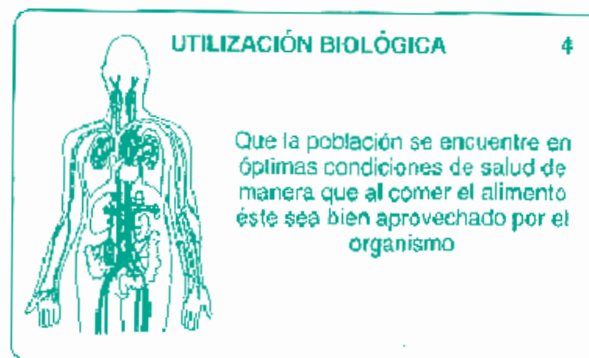 UTILIZACIÓN BIOLÓGICA 4
Que la población se encuentre en
óptimas condiciones de salud de
manera que al comer el alimento
éste sea bien aprovechado por el
organismo